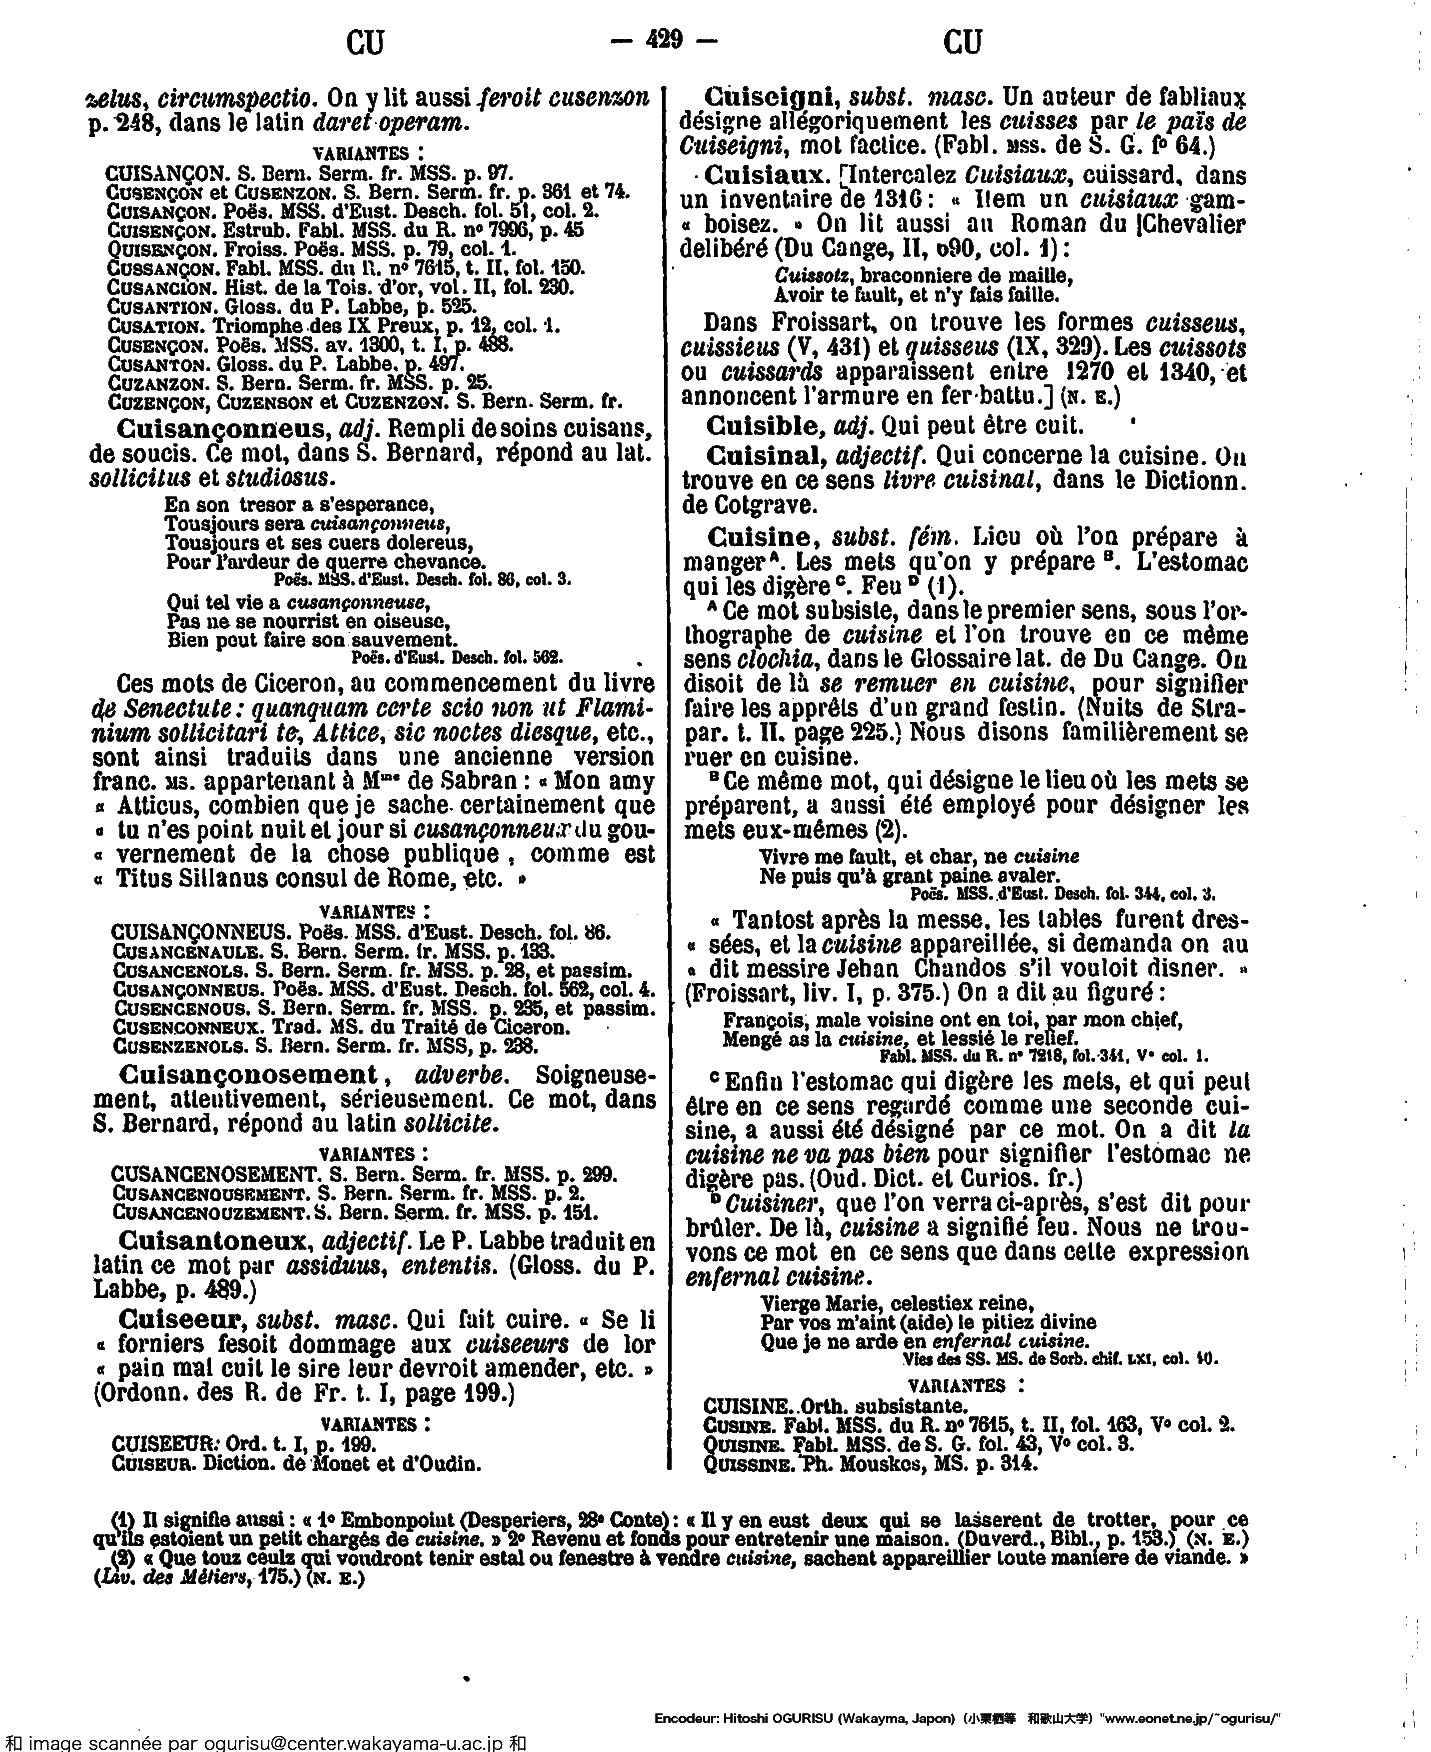 CU — 429 — CU
zelus, circumspectio. On y lit aussi feroit cusenzon
p. 248, dans le latin daret operam.
VARIANTES :
CUISANÇON. S. Bern. Serm. fr. MSS. p. 97.
CUSENÇON et CUSENZON. S. Bern. Serm. fr. p. 361 et 74.
CUISANÇON. Poës. MSS. d'Eust. Desch. fol. 51, col. 2.
CUISENÇON. Estrub. Fabl. MSS. du R. nº 7996, p. 45
QUISENÇON. Froiss. Poës. MSS. p. 79, col. 1.
CUSSANÇON. Fabl. MSS. du R. nº 7615, t. II, fol. 150.
CUSANCION. Hist. de la Tois. d'or, vol. II, fol. 230.
CUSANTION. Gloss. du P. Labbe, p. 525.
CUSATION. Triomphe des IX Preux, p. 12, col. 1.
CUSENÇON. Poës. MSS. av. 1300, t. I, p. 488.
CUSANTON. Gloss. du P. Labbe. p. 497.
CUZANZON. S. Bern. Serm. fr. MSS. p. 25.
CUZENÇON, CUZENSON et CUZENZON. S. Bern. Serm. fr.
Cuisançonneus, adj. Rempli de soins cuisans,
de soucis. Ce mot, dans S. Bernard, répond au lat.
sollicitus et studiosus.
En son tresor a s'esperance,
Tousjours sera cuisançonneus,
Tousjours et ses cuers dolereus,
Pour l'ardeur de querre chevance.
Poës. MSS. d'Eust. Desch. fol. 86, col. 3.
Qui tel vie a cusançonneuse,
Pas ne se nourrist en oiseuse,
Bien peut faire son sauvement.
Poës. d'Eust. Desch. fol. 562.
Ces mots de Ciceron, au commencement du livre
de Senectute : quanquam certe scio non ut Flami-
nium sollicitari te, Attice, sic noctes diesque, etc.,
sont ainsi traduits dans une ancienne version
franc. MS. appartenant à Mme de Sabran : « Mon amy
« Atticus, combien que je sache certainement que
« tu n'es point nuit et jour si cusançonneux du gou-
« vernement de la chose publique , comme est
« Titus Sillanus consul de Rome, etc. »
VARIANTES :
CUISANÇONNEUS. Poës. MSS. d'Eust. Desch. fol. 86.
CUSANCENAULE. S. Bern. Serm. fr. MSS. p. 133.
CUSANCENOLS. S. Bern. Serm. fr. MSS. p. 28, et passim.
CUSANÇONNEUS. Poës. MSS. d'Eust. Desch. fol. 562, col. 4.
CUSENCENOUS. S. Bern. Serm. fr. MSS. p. 235, et passim.
CUSENCONNEUX. Trad. MS. du Traité de Ciceron.
CUSENZENOLS. S. Bern. Serm. fr. MSS, p. 238.
Cuisançonosement, adverbe. Soigneuse-
ment, attentivement, sérieusement. Ce mot, dans
S. Bernard, répond au latin sollicite.
VARIANTES :
CUSANCENOSEMENT. S. Bern. Serm. fr. MSS. p. 299.
CUSANCENOUSEMENT. S. Bern. Serm. fr. MSS. p. 2.
CUSANCENOUZEMENT. S. Bern. Serm. fr. MSS. p. 151.
Cuisantoneux, adjectif. Le P. Labbe traduit en
latin ce mot par assiduus, ententis. (Gloss. du P.
Labbe, p. 489.)
Cuiseeur, subst. masc. Qui fait cuire. « Se li
« forniers fesoit dommage aux cuiseeurs de lor
« pain mal cuit le sire leur devroit amender, etc. »
(Ordonn. des R. de Fr. t. I, page 199.)
VARIANTES :
CUISEEUR. Ord. t. I, p. 199.
CUISEUR. Diction. de Monet et d'Oudin.
Cuiseigni, subst. masc. Un auteur de fabliaux
désigne allégoriquement les cuisses par le païs de
Cuiseigni, mot factice. (Fabl. MSS. de S. G. fº 64.)
Cuisiaux. [Intercalez Cuisiaux, cuissard, dans
un inventaire de 1316 : « Item un cuisiaux gam-
« boisez. » On lit aussi au Roman du Chevalier
delibéré (Du Cange, II, 690, col. 1) :
Cuissotz, braconniere de maille,
Avoir te fault, et n'y fais faille.
Dans Froissart, on trouve les formes cuisseus,
cuissieus (V, 431) et quisseus (IX, 329). Les cuissots
ou cuissards apparaissent entre 1270 et 1340, et
annoncent l'armure en fer battu.] (N. E.)
Cuisible, adj. Qui peut être cuit.
Cuisinal, adjectif. Qui concerne la cuisine. On
trouve en ce sens livre cuisinal, dans le Dictionn.
de Cotgrave.
Cuisine, subst. fém. Lieu où l'on prépare à
manger A. Les mets qu'on y prépare B. L'estomac
qui les digère C. Feu D (1).
A Ce mot subsiste, dans le premier sens, sous l'or-
thographe de cuisine et l'on trouve en ce même
sens clochia, dans le Glossaire lat. de Du Cange. On
disoit de là se remuer en cuisine, pour signifier
faire les apprêts d'un grand festin. (Nuits de Stra-
par. t. II. page 225.) Nous disons familièrement se
ruer en cuisine.
B Ce même mot, qui désigne le lieu où les mets se
préparent, a aussi été employé pour désigner les
mets eux-mêmes (2).
Vivre me fault, et char, ne cuisine
Ne puis qu'à grant paine avaler.
Poës. MSS. d'Eust. Desch. fol. 344, col. 3.
« Tantost après la messe, les tables furent dres-
« sées, et la cuisine appareillée, si demanda on au
« dit messire Jehan Chandos s'il vouloit disner. »
(Froissart, liv. I, p. 375.) On a dit au figuré :
François, male voisine ont en toi, par mon chief,
Mengé as la cuisine, et lessié le relief.
Fabl. MSS. du R. nº 7218, fol. 341, Vº col. 1.
C Enfin l'estomac qui digère les mets, et qui peut
être en ce sens regardé comme une seconde cui-
sine, a aussi été désigné par ce mot. On a dit la
cuisine ne va pas bien pour signifier l'estomac ne
digère pas. (Oud. Dict. et Curios. fr.)
D Cuisiner, que l'on verra ci-après, s'est dit pour
brûler. De là, cuisine a signifié feu. Nous ne trou-
vons ce mot en ce sens que dans cette expression
enfernal cuisine.
Vierge Marie, celestiex reine,
Par vos m'aint (aide) le pitiez divine
Que je ne arde en enfernal cuisine.
Vies des SS. MS. de Sorb. chif. LXI, col. 10.
VARIANTES :
CUISINE. Orth. subsistante.
CUSINE. Fabl. MSS. du R. nº 7615, t. II, fol. 163, Vº col. 2.
QUISINE. Fabl. MSS. de S. G. fol. 43, Vº col. 3.
QUISSINE. Ph. Mouskes, MS. p. 314.
(1) Il signifie aussi : « 1º Embonpoint (Desperiers, 28e Conte) : « Il y en eust deux qui se lasserent de trotter, pour ce
qu'ils estoient un petit chargés de cuisine. » 2º Revenu et fonds pour entretenir une maison. (Duverd., Bibl., p. 153.) (N. E.)
(2) « Que touz ceulz qui voudront tenir estal ou fenestre à vendre cuisine, sachent appareillier toute maniere de viande. »
(Liv. des Métiers, 175.) (N. E.)
Encodeur: Hitoshi OGURISU (Wakayma, Japon) (小栗栖等 和歌山大学) "www.eonet.ne.jp/~ogurisu/"
和 image scannée par ogurisu@center.wakayama-u.ac.jp 和